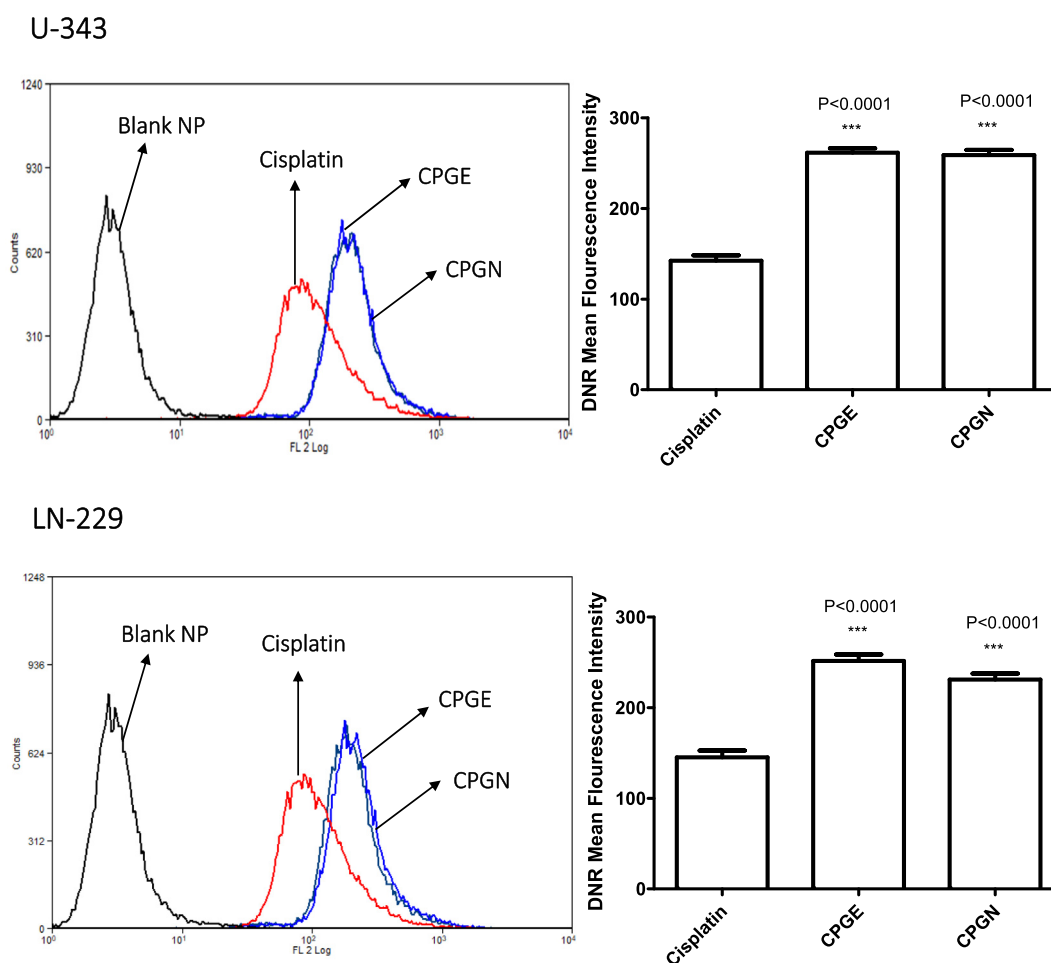 U-343
1240
930
620
310
0
Counts
Blank NP
Cisplatin
CPGE
CPGN
10⁰ 10¹ 10² 10³ 10⁴
FL 2 Log
DNR Mean Flourescence Intensity
300
200
100
0
P<0.0001 P<0.0001
*** ***
Cisplatin CPGE CPGN
LN-229
1248
936
624
312
0
Counts
Blank NP
Cisplatin
CPGE
CPGN
10⁰ 10¹ 10² 10³ 10⁴
FL 2 Log
DNR Mean Flourescence Intensity
300
200
100
0
P<0.0001
***
P<0.0001
***
Cisplatin CPGE CPGN